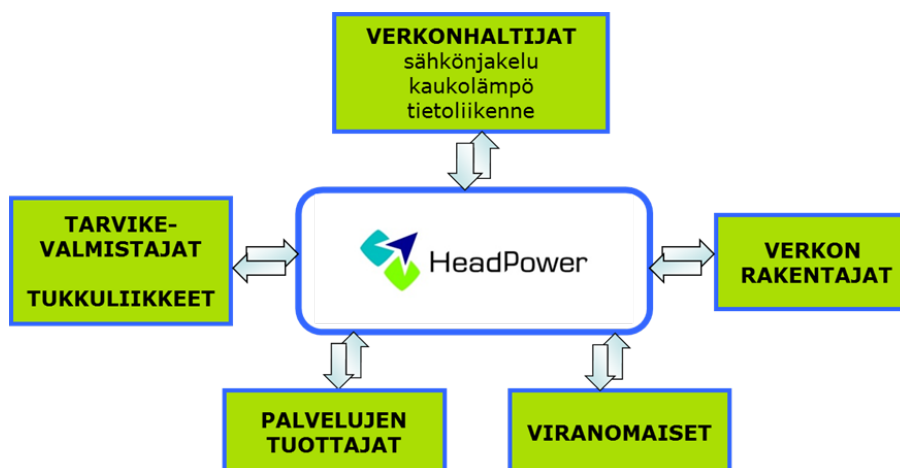 VERKONHALTIJAT
sähkönjakelu
kaukolämpö
tietoliikenne
TARVIKE-
VALMISTAJAT
TUKKULIIKKEET
HeadPower
VERKON
RAKENTAJAT
PALVELUJEN
TUOTTAJAT
VIRANOMAISET